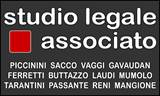 studio legale
associato
PICCININI SACCO VAGGI GAVAUDAN
FERRETTI BUTTAZZO LAUDI MUMOLO
TARANTINI PASSANTE RENI MANGIONE